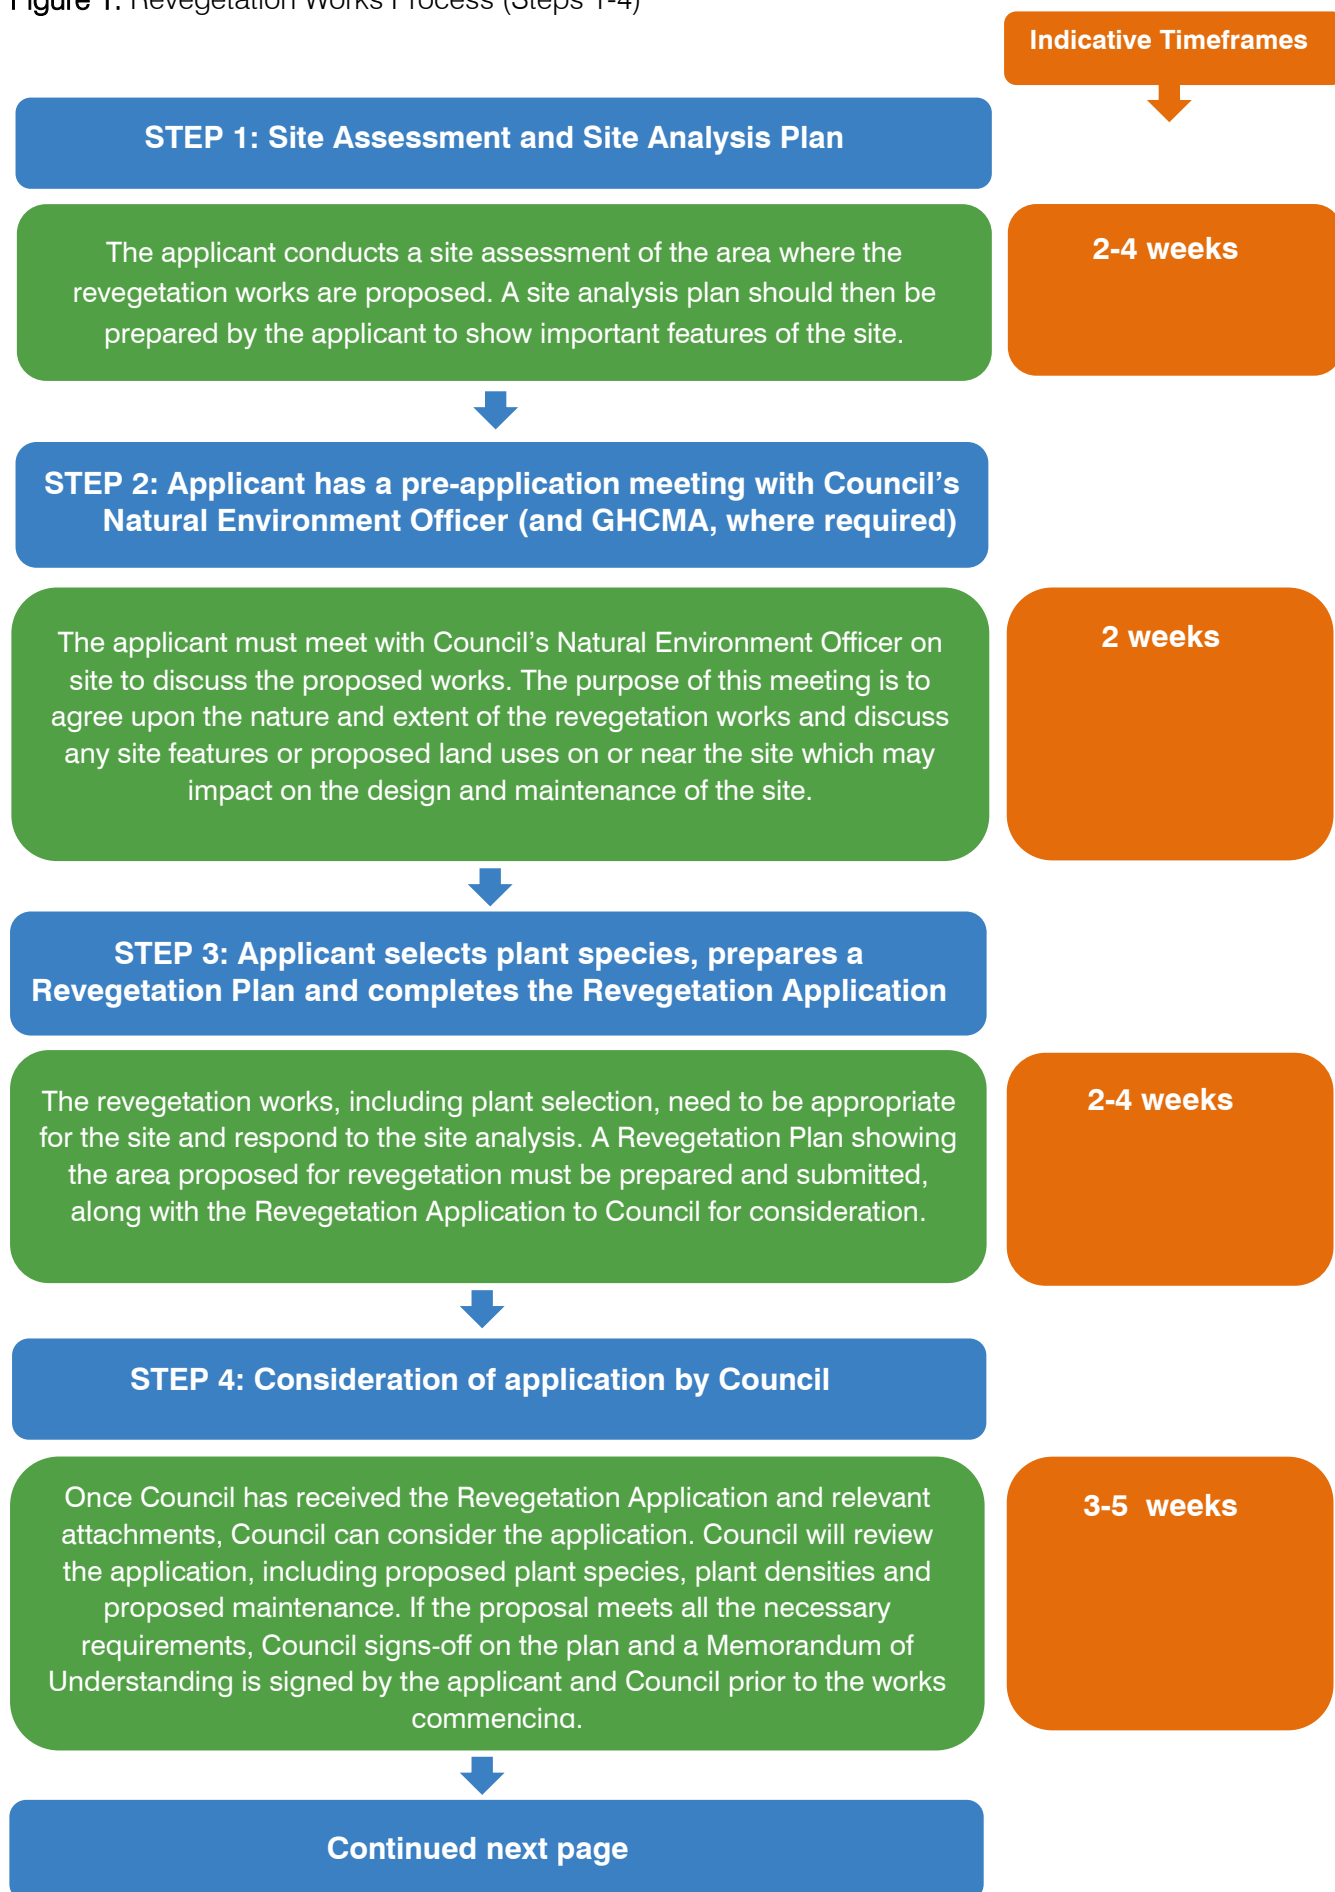 Figure 1: Revegetation Works Process (Steps 1-4)
Indicative Timeframes
STEP 1: Site Assessment and Site Analysis Plan
The applicant conducts a site assessment of the area where the
revegetation works are proposed. A site analysis plan should then be
prepared by the applicant to show important features of the site.
2-4 weeks
STEP 2: Applicant has a pre-application meeting with Council’s
Natural Environment Officer (and GHCMA, where required)
The applicant must meet with Council’s Natural Environment Officer on
site to discuss the proposed works. The purpose of this meeting is to
agree upon the nature and extent of the revegetation works and discuss
any site features or proposed land uses on or near the site which may
impact on the design and maintenance of the site.
2 weeks
STEP 3: Applicant selects plant species, prepares a
Revegetation Plan and completes the Revegetation Application
The revegetation works, including plant selection, need to be appropriate
for the site and respond to the site analysis. A Revegetation Plan showing
the area proposed for revegetation must be prepared and submitted,
along with the Revegetation Application to Council for consideration.
2-4 weeks
STEP 4: Consideration of application by Council
Once Council has received the Revegetation Application and relevant
attachments, Council can consider the application. Council will review
the application, including proposed plant species, plant densities and
proposed maintenance. If the proposal meets all the necessary
requirements, Council signs-off on the plan and a Memorandum of
Understanding is signed by the applicant and Council prior to the works
commencing.
3-5 weeks
Continued next page